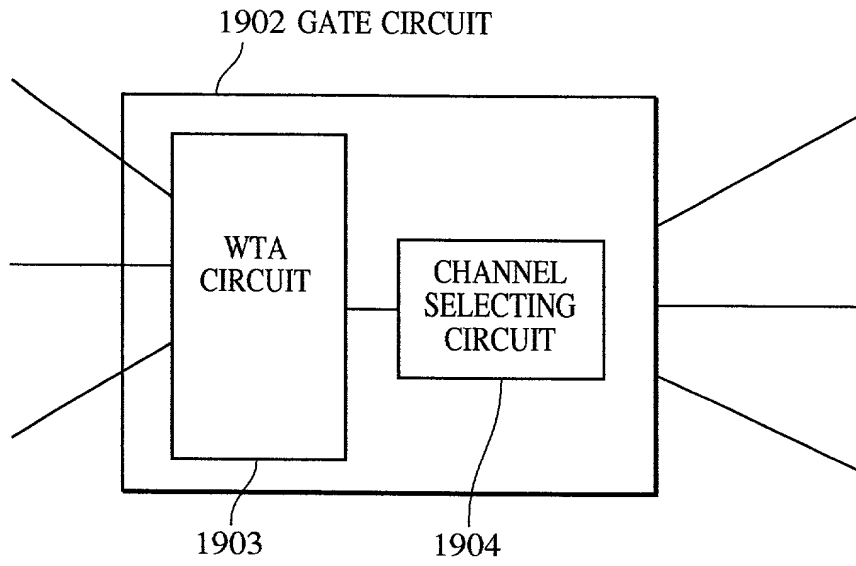 1902 GATE CIRCUIT
WTA
CIRCUIT
CHANNEL
SELECTING
CIRCUIT
1903
1904